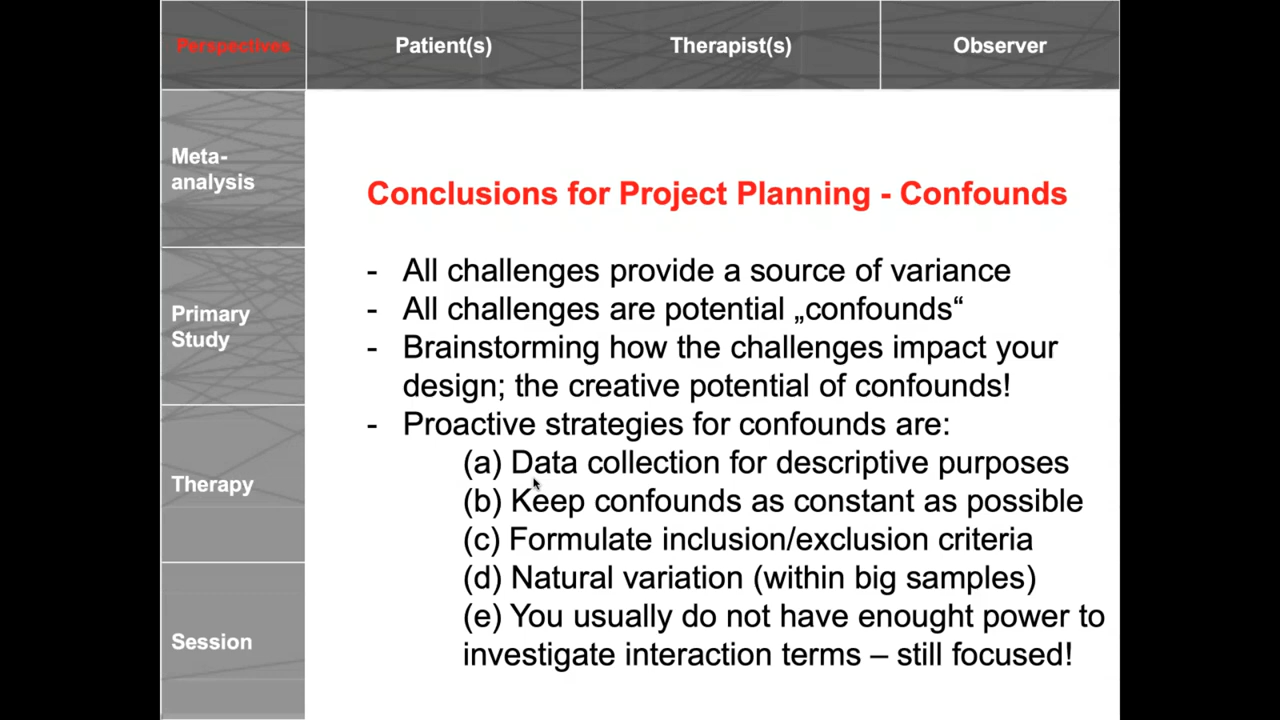 Perspectives
Patient(s)
Therapist(s)
Observer
Meta-
analysis
Primary
Study
Therapy
Session
Conclusions for Project Planning - Confounds
- All challenges provide a source of variance
- All challenges are potential „confounds“
- Brainstorming how the challenges impact your
design; the creative potential of confounds!
- Proactive strategies for confounds are:
(a) Data collection for descriptive purposes
(b) Keep confounds as constant as possible
(c) Formulate inclusion/exclusion criteria
(d) Natural variation (within big samples)
(e) You usually do not have enought power to
investigate interaction terms – still focused!